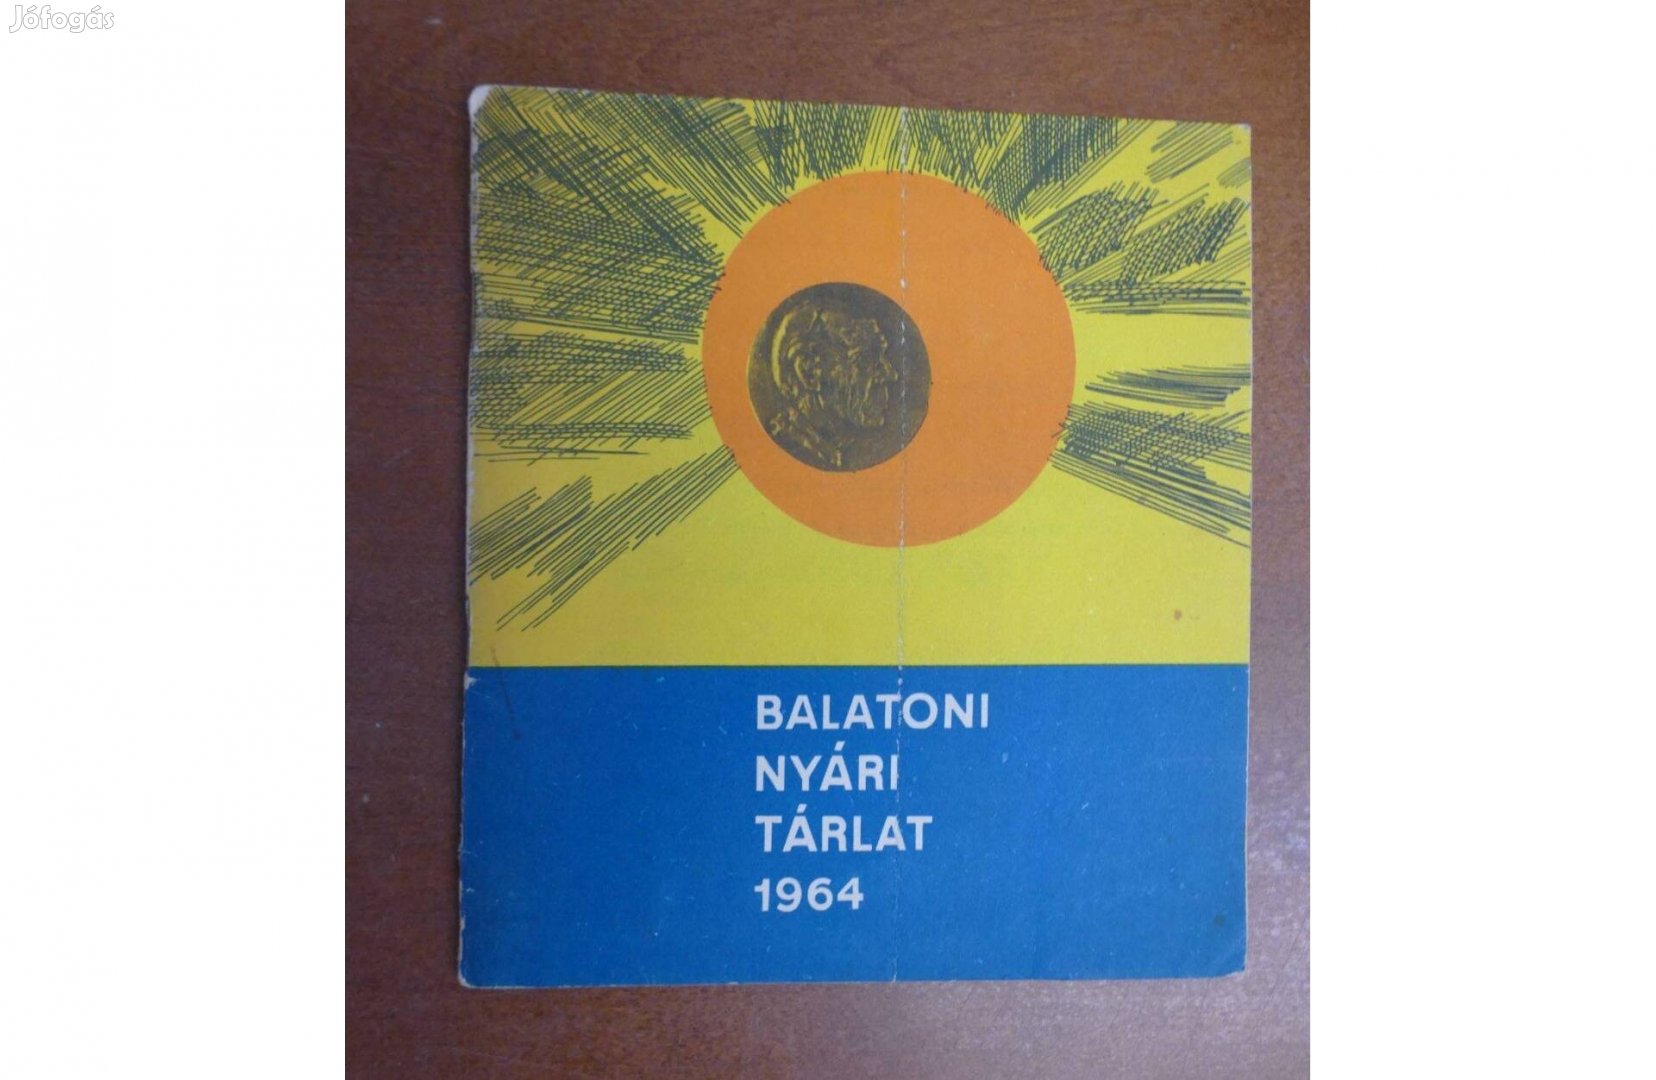 Jófogás
BALATONI
NYÁRI
TÁRLAT
1964